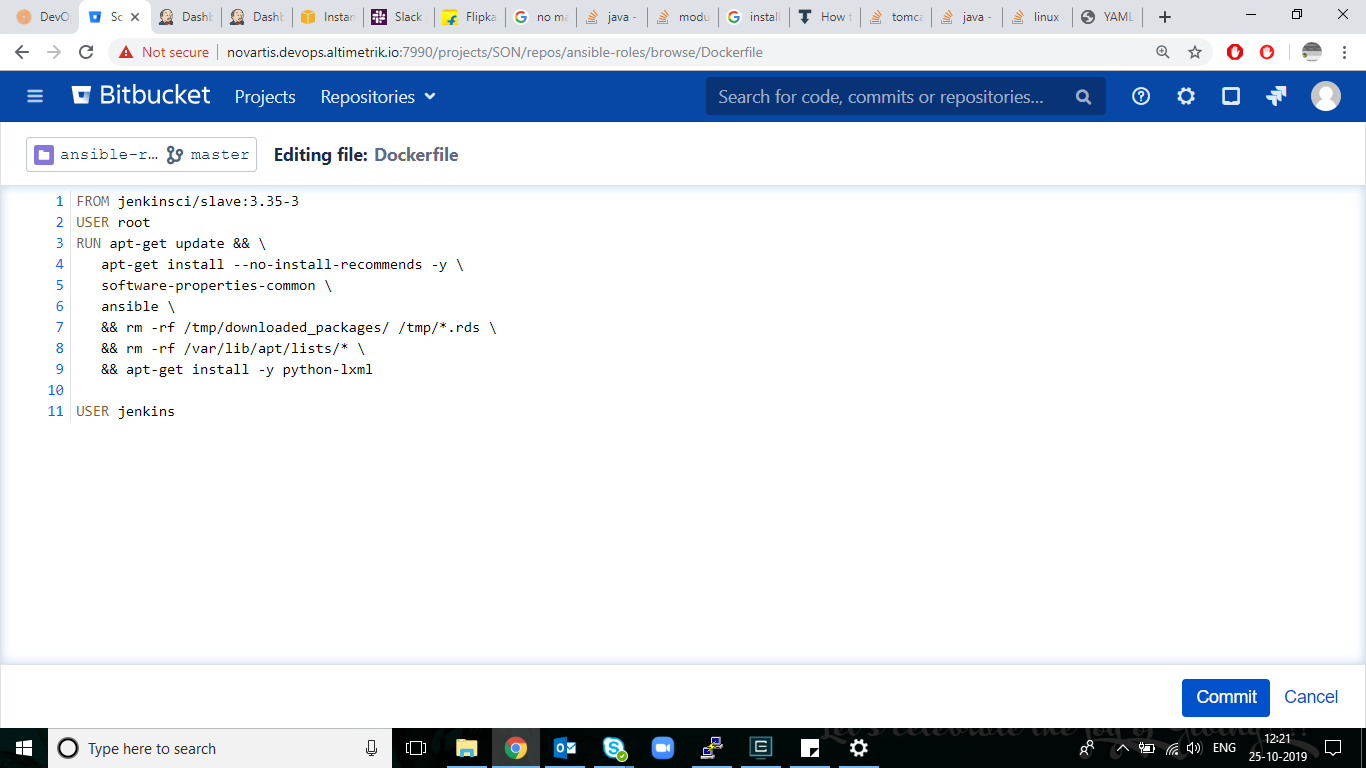 DevO
Sc
Dashb
Dashb
Instan
Slack
Flipka
no ma
java -
modu
install
How t
tomca
java -
linux
YAML
Not secure novartis.devops.altimetrik.io:7990/projects/SON/repos/ansible-roles/browse/Dockerfile
Bitbucket Projects Repositories Search for code, commits or repositories...
ansible-r… master Editing file: Dockerfile
1 FROM jenkinsci/slave:3.35-3
2 USER root
3 RUN apt-get update && \
4 apt-get install --no-install-recommends -y \
5 software-properties-common \
6 ansible \
7 && rm -rf /tmp/downloaded_packages/ /tmp/*.rds \
8 && rm -rf /var/lib/apt/lists/* \
9 && apt-get install -y python-lxml
10
11 USER jenkins
Commit Cancel
Type here to search
ENG
12:21
25-10-2019